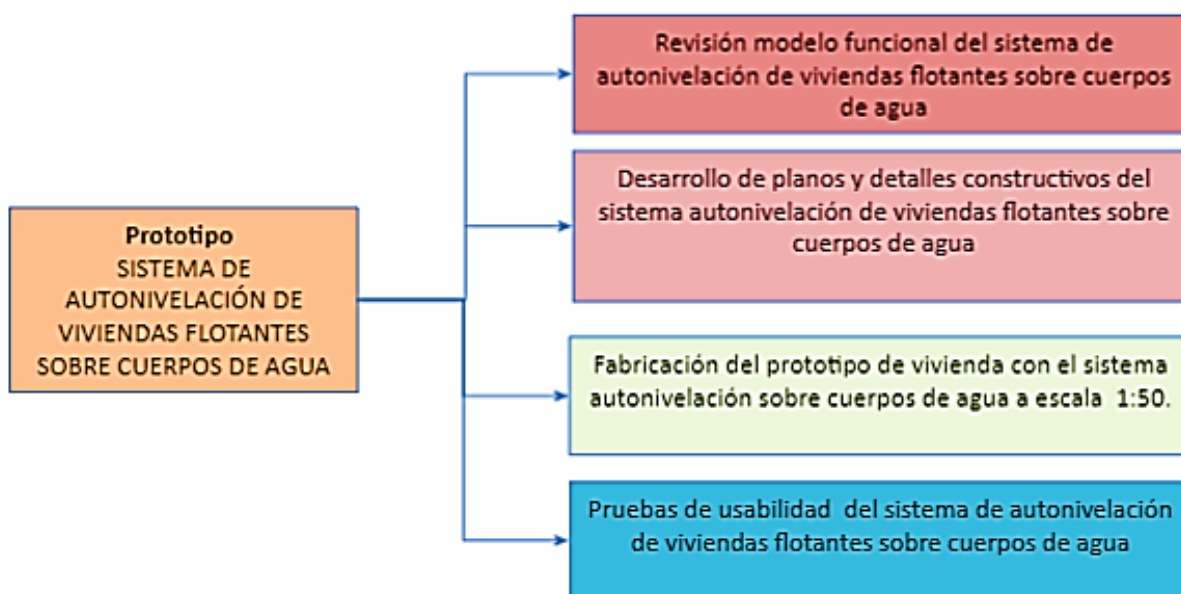 Prototipo
SISTEMA DE
AUTONIVELACIÓN DE
VIVIENDAS FLOTANTES
SOBRE CUERPOS DE AGUA
Revisión modelo funcional del sistema de
autonivelación de viviendas flotantes sobre cuerpos
de agua
Desarrollo de planos y detalles constructivos del
sistema autonivelación de viviendas flotantes sobre
cuerpos de agua
Fabricación del prototipo de vivienda con el sistema
autonivelación sobre cuerpos de agua a escala 1:50.
Pruebas de usabilidad del sistema de autonivelación
de viviendas flotantes sobre cuerpos de agua